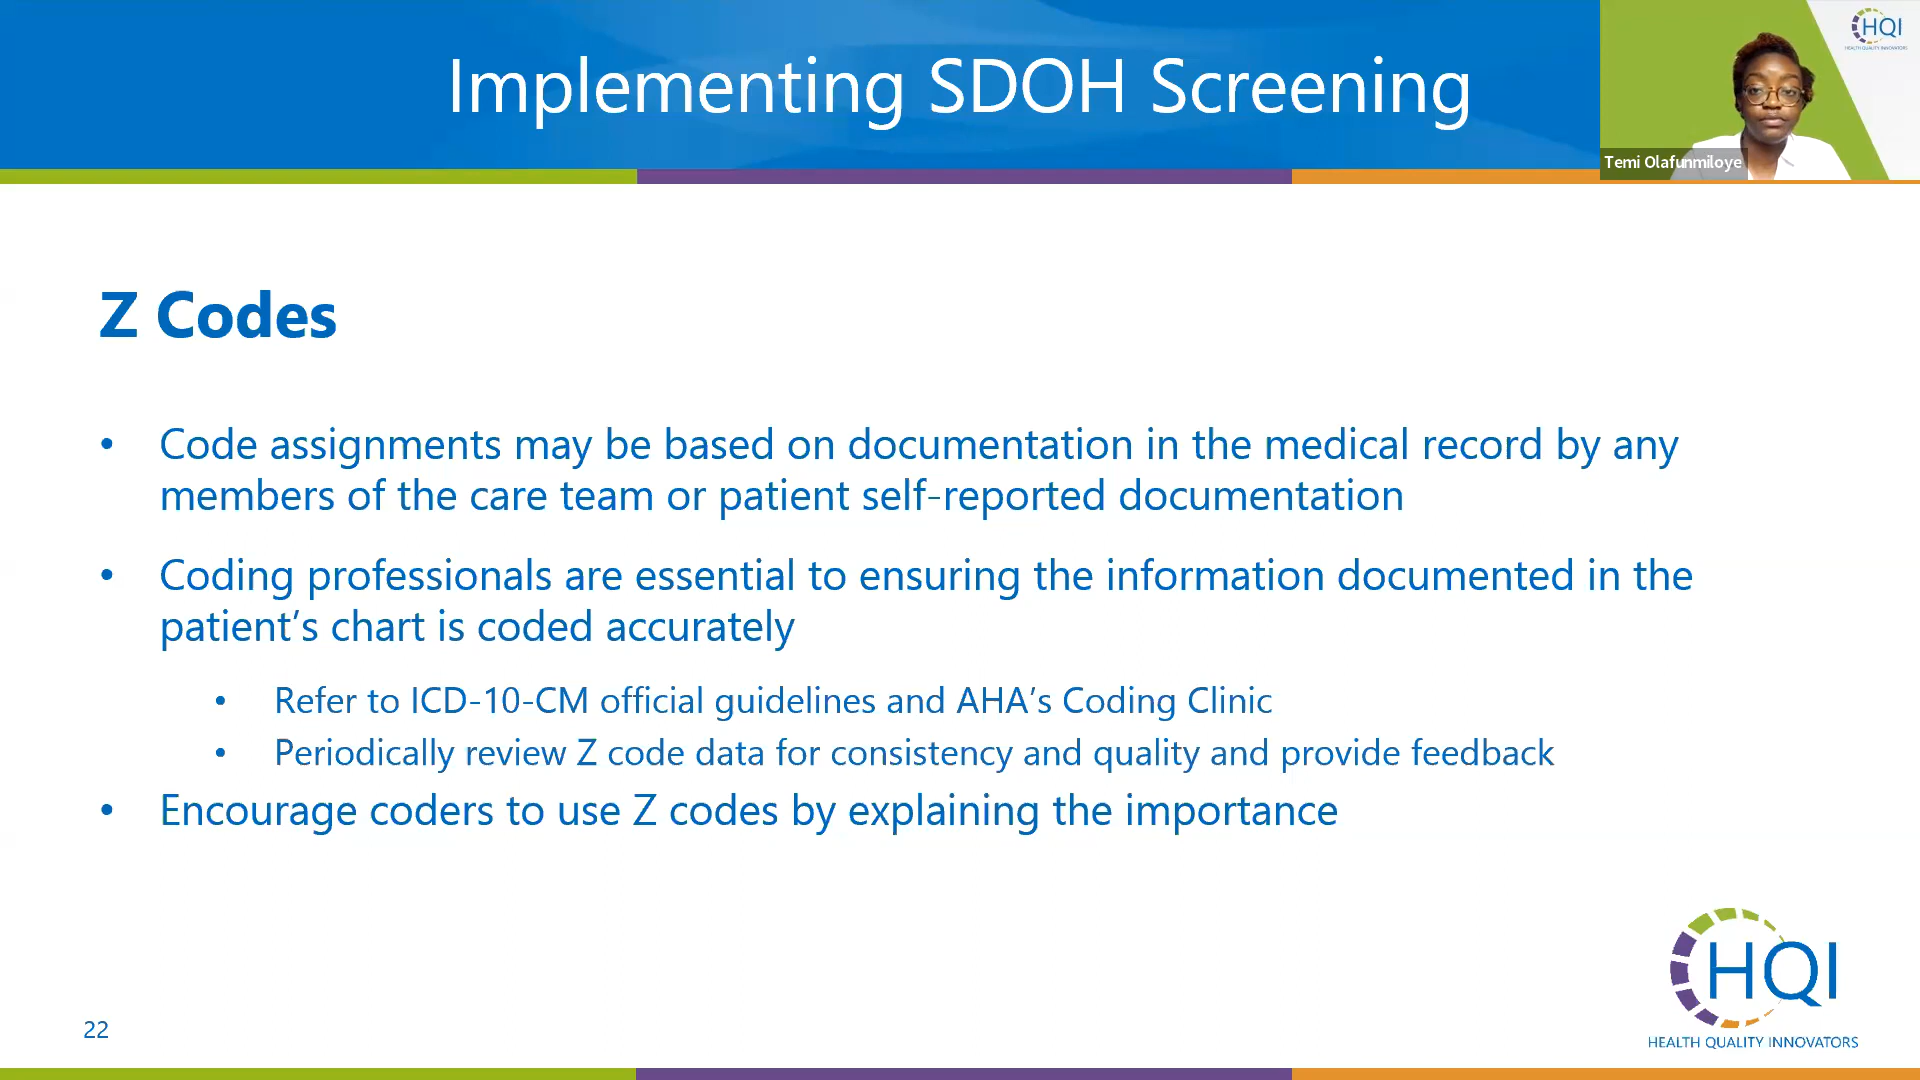 Implementing SDOH Screening
HQI
HEALTH QUALITY INNOVATORS
Temi Olafunmiloye
Z Codes
• Code assignments may be based on documentation in the medical record by any
members of the care team or patient self-reported documentation
• Coding professionals are essential to ensuring the information documented in the
patient’s chart is coded accurately
• Refer to ICD-10-CM official guidelines and AHA’s Coding Clinic
• Periodically review Z code data for consistency and quality and provide feedback
• Encourage coders to use Z codes by explaining the importance
HQI
HEALTH QUALITY INNOVATORS
22